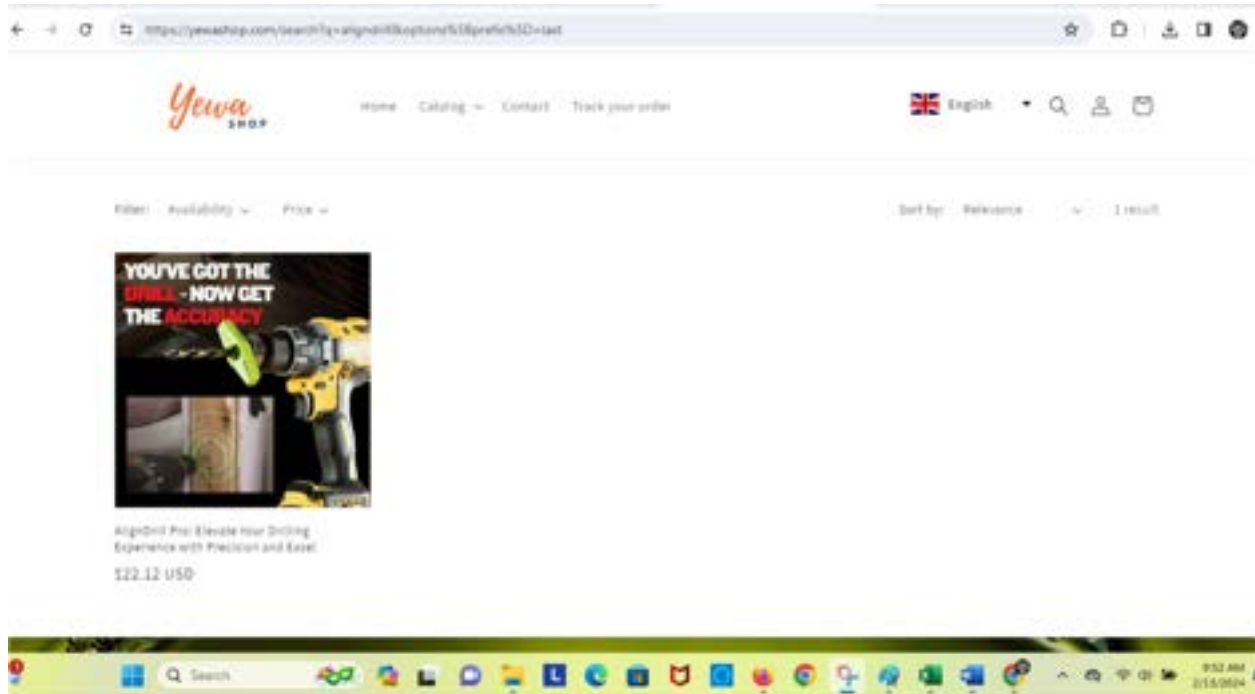 https://yewashop.com/search?q=aligndrill&options%5Bprefix%5D=last
Yewa
SHOP
Home Catalog Contact Track your order
English
Filter: Availability Price
Sort by: Relevance 1 result
YOU'VE GOT THE
DRILL - NOW GET
THE ACCURACY
AlignDrill Pro: Elevate Your Drilling
Experience with Precision and Ease!
$22.12 USD
Search
9:52 AM